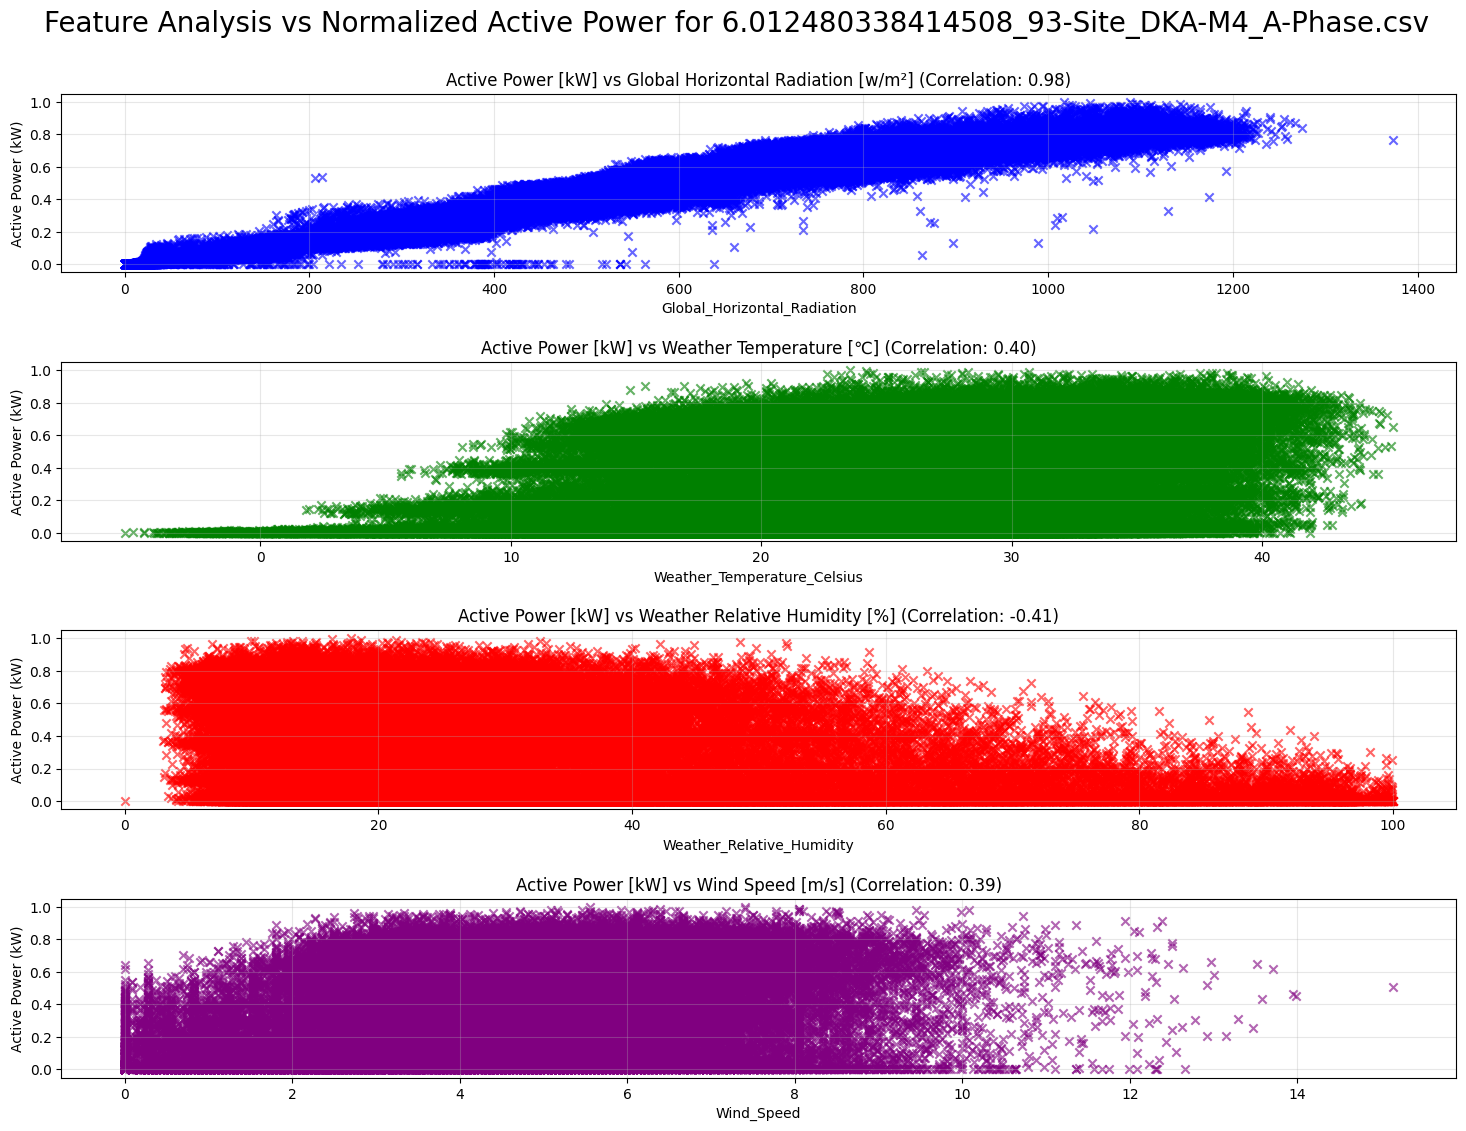 Feature Analysis vs Normalized Active Power for 6.012480338414508_93-Site_DKA-M4_A-Phase.csv
Active Power [kW] vs Global Horizontal Radiation [w/m²] (Correlation: 0.98)
Active Power (kW)
1.0
0.8
0.6
0.4
0.2
0.0
0 200 400 600 800 1000 1200 1400
Global_Horizontal_Radiation
Active Power [kW] vs Weather Temperature [℃] (Correlation: 0.40)
Active Power (kW)
1.0
0.8
0.6
0.4
0.2
0.0
0 10 20 30 40
Weather_Temperature_Celsius
Active Power [kW] vs Weather Relative Humidity [%] (Correlation: -0.41)
Active Power (kW)
1.0
0.8
0.6
0.4
0.2
0.0
0 20 40 60 80 100
Weather_Relative_Humidity
Active Power [kW] vs Wind Speed [m/s] (Correlation: 0.39)
Active Power (kW)
1.0
0.8
0.6
0.4
0.2
0.0
0 2 4 6 8 10 12 14
Wind_Speed